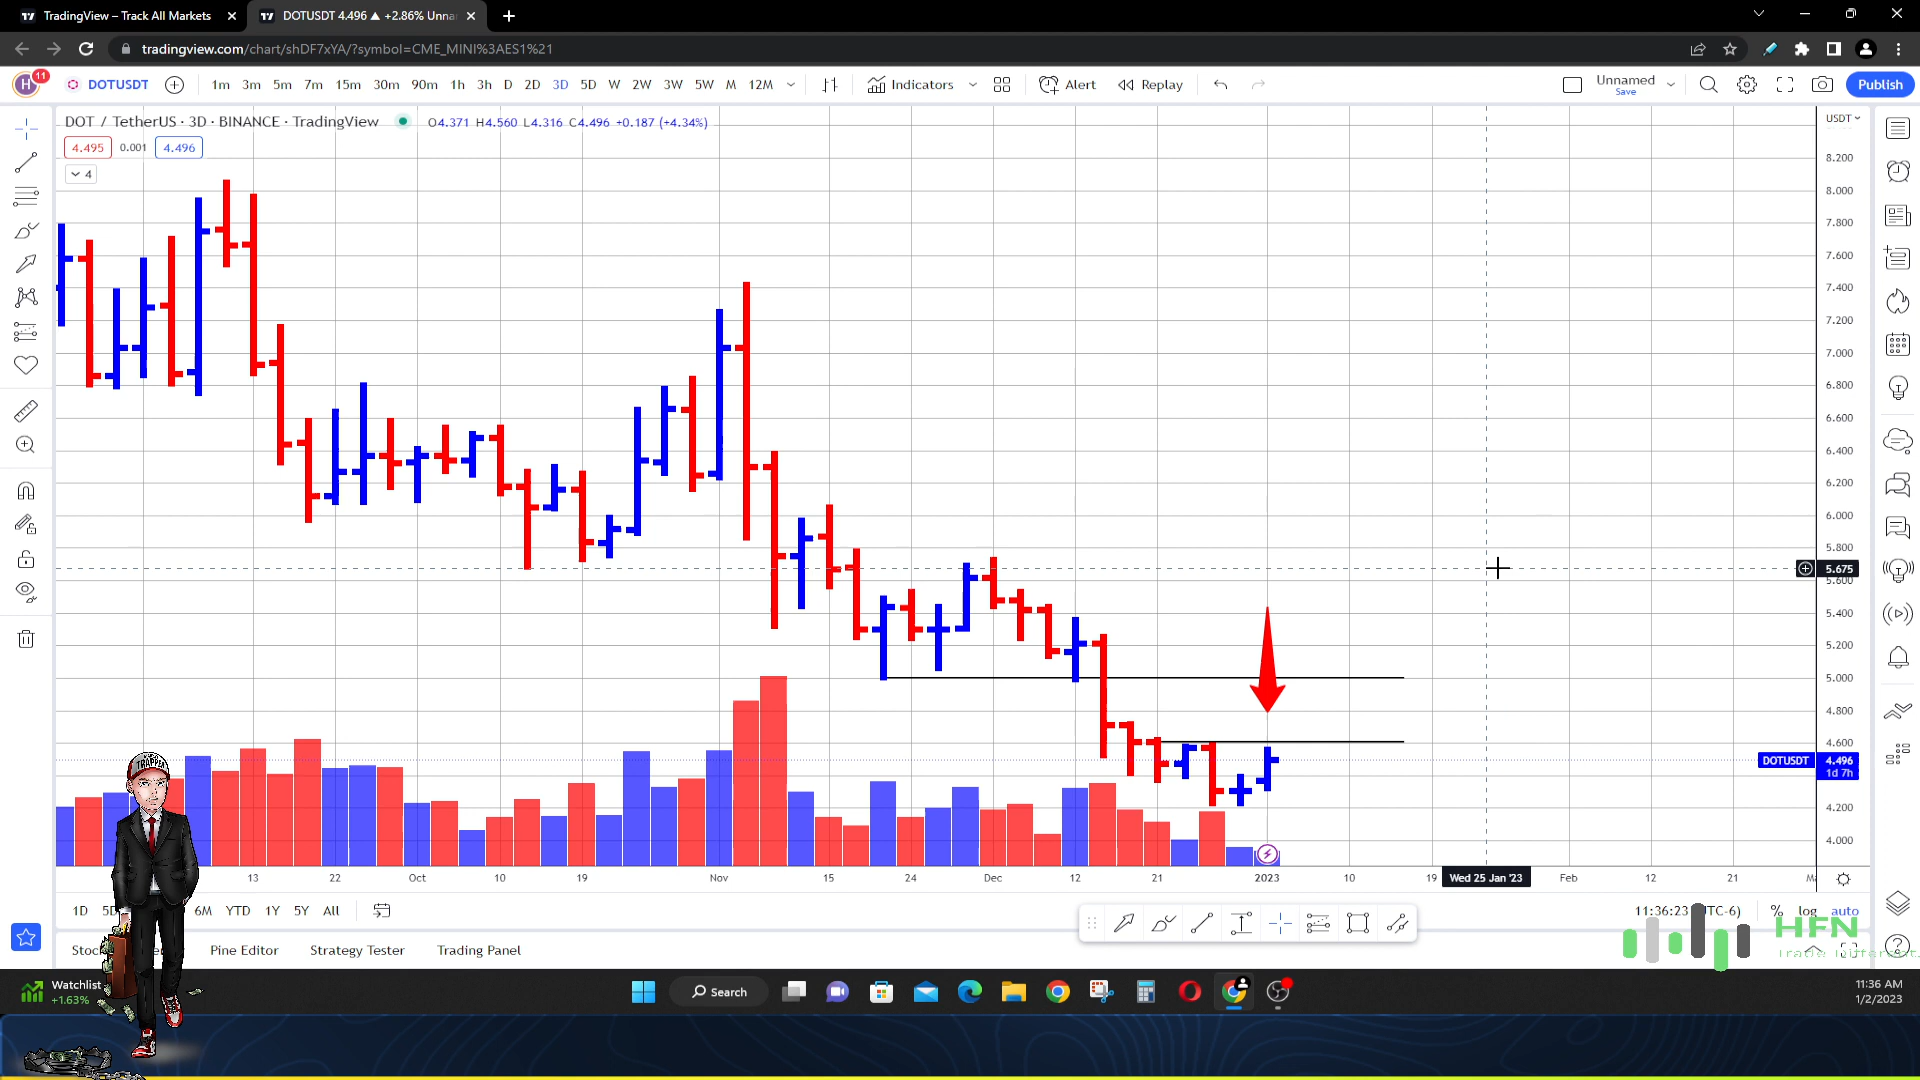 TradingView – Track All Markets
DOTUSDT 4.496 ▲ +2.86% Unna
tradingview.com/chart/shDF7xYA/?symbol=CME_MINI%3AES1%21
H 11 DOTUSDT 1m 3m 5m 7m 15m 30m 90m 1h 3h D 2D 3D 5D W 2W 3W 5W M 12M Indicators Alert Replay Unnamed Publish
Save
DOT / TetherUS · 3D · BINANCE · TradingView O4.371 H4.560 L4.316 C4.496 +0.187 (+4.34%)
USDT
4.495 0.001 4.496
4
8.200
8.000
7.800
7.600
7.400
7.200
7.000
6.800
6.600
6.400
6.200
6.000
5.800
5.675
5.600
5.400
5.200
5.000
4.800
4.600
DOTUSDT 4.496
1d 7h
4.200
4.000
TRAPPER
13 22 Oct 10 19 Nov 15 24 Dec 12 21 2023 10 19 Wed 25 Jan '23 Feb 12 21
1D 5D 6M YTD 1Y 5Y All
11:36:23 UTC-6) % log auto
Pine Editor Strategy Tester Trading Panel
HFN
Trade Different.
Watchlist
+1.63%
Search
11:36 AM
1/2/2023